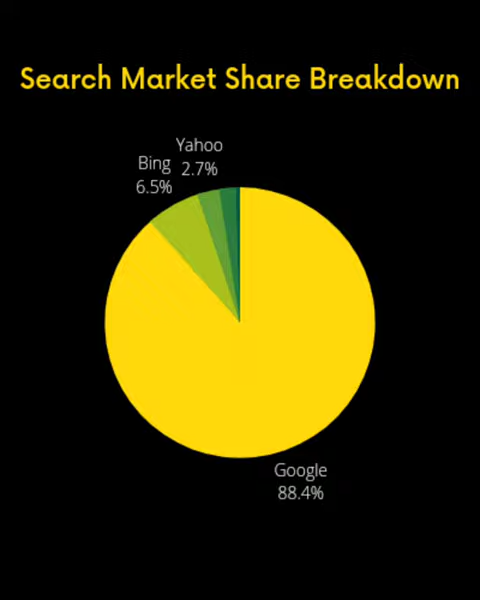 Search Market Share Breakdown
Yahoo
2.7%
Bing
6.5%
Google
88.4%